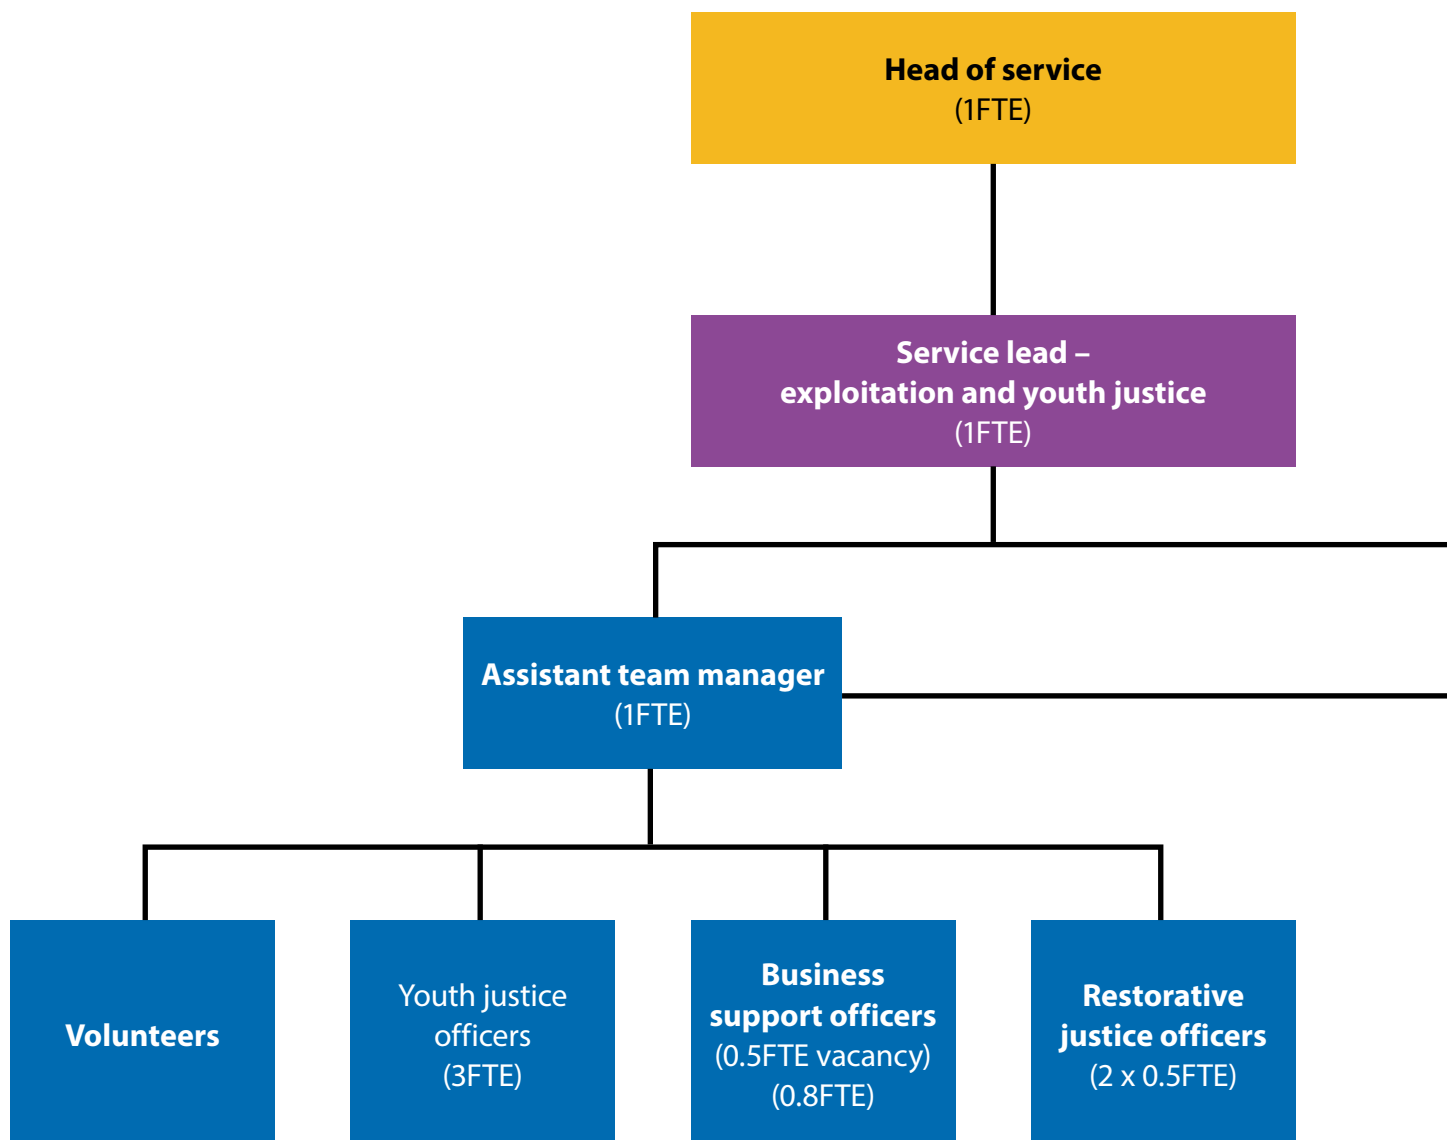 Head of service
(1FTE)
Service lead –
exploitation and youth justice
(1FTE)
Assistant team manager
(1FTE)
Volunteers
Youth justice
officers
(3FTE)
Business
support officers
(0.5FTE vacancy)
(0.8FTE)
Restorative
justice officers
(2 x 0.5FTE)